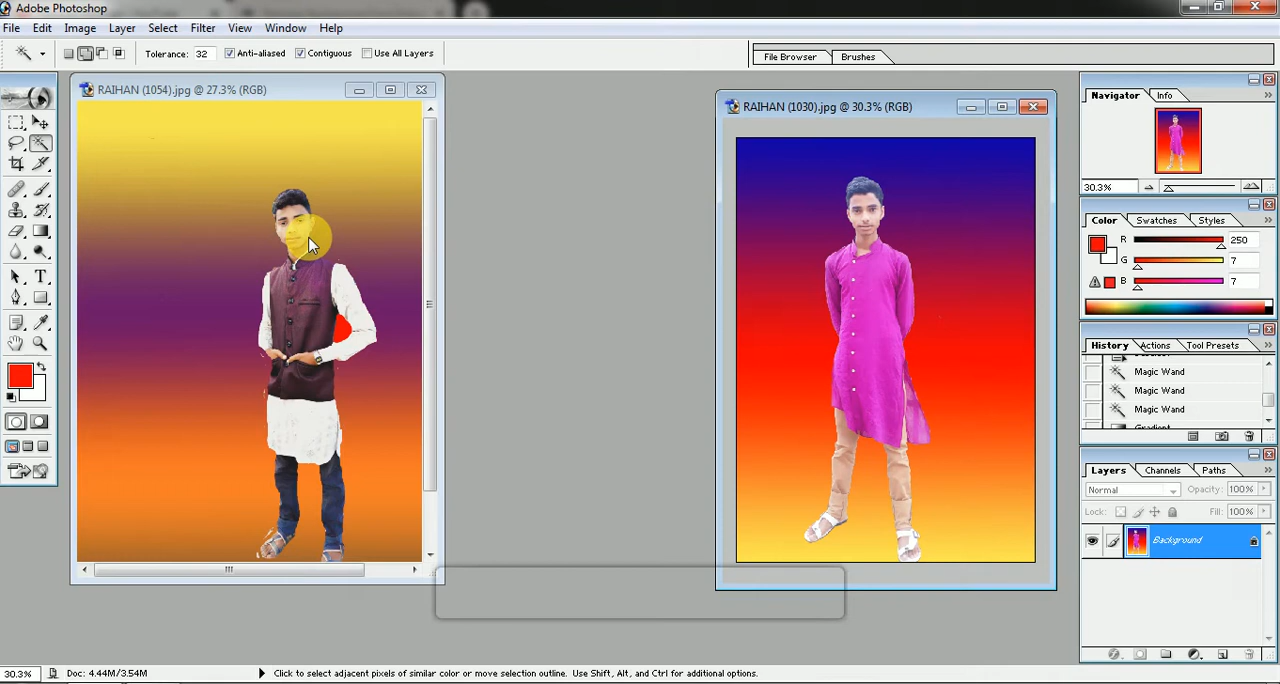 Adobe Photoshop
File Edit Image Layer Select Filter View Window Help
Tolerance: 32 Anti-aliased Contiguous Use All Layers File Browser Brushes
RAIHAN (1054).jpg @ 27.3% (RGB)
RAIHAN (1030).jpg @ 30.3% (RGB)
Navigator Info
30.3%
Color Swatches Styles
R 250
G 7
B 7
History Actions Tool Presets
Magic Wand
Magic Wand
Magic Wand
Gradient
Layers Channels Paths
Normal Opacity: 100%
Lock: Fill: 100%
Background
30.3% Doc: 4.44M/3.54M Click to select adjacent pixels of similar color or move selection outline. Use Shift, Alt, and Ctrl for additional options.